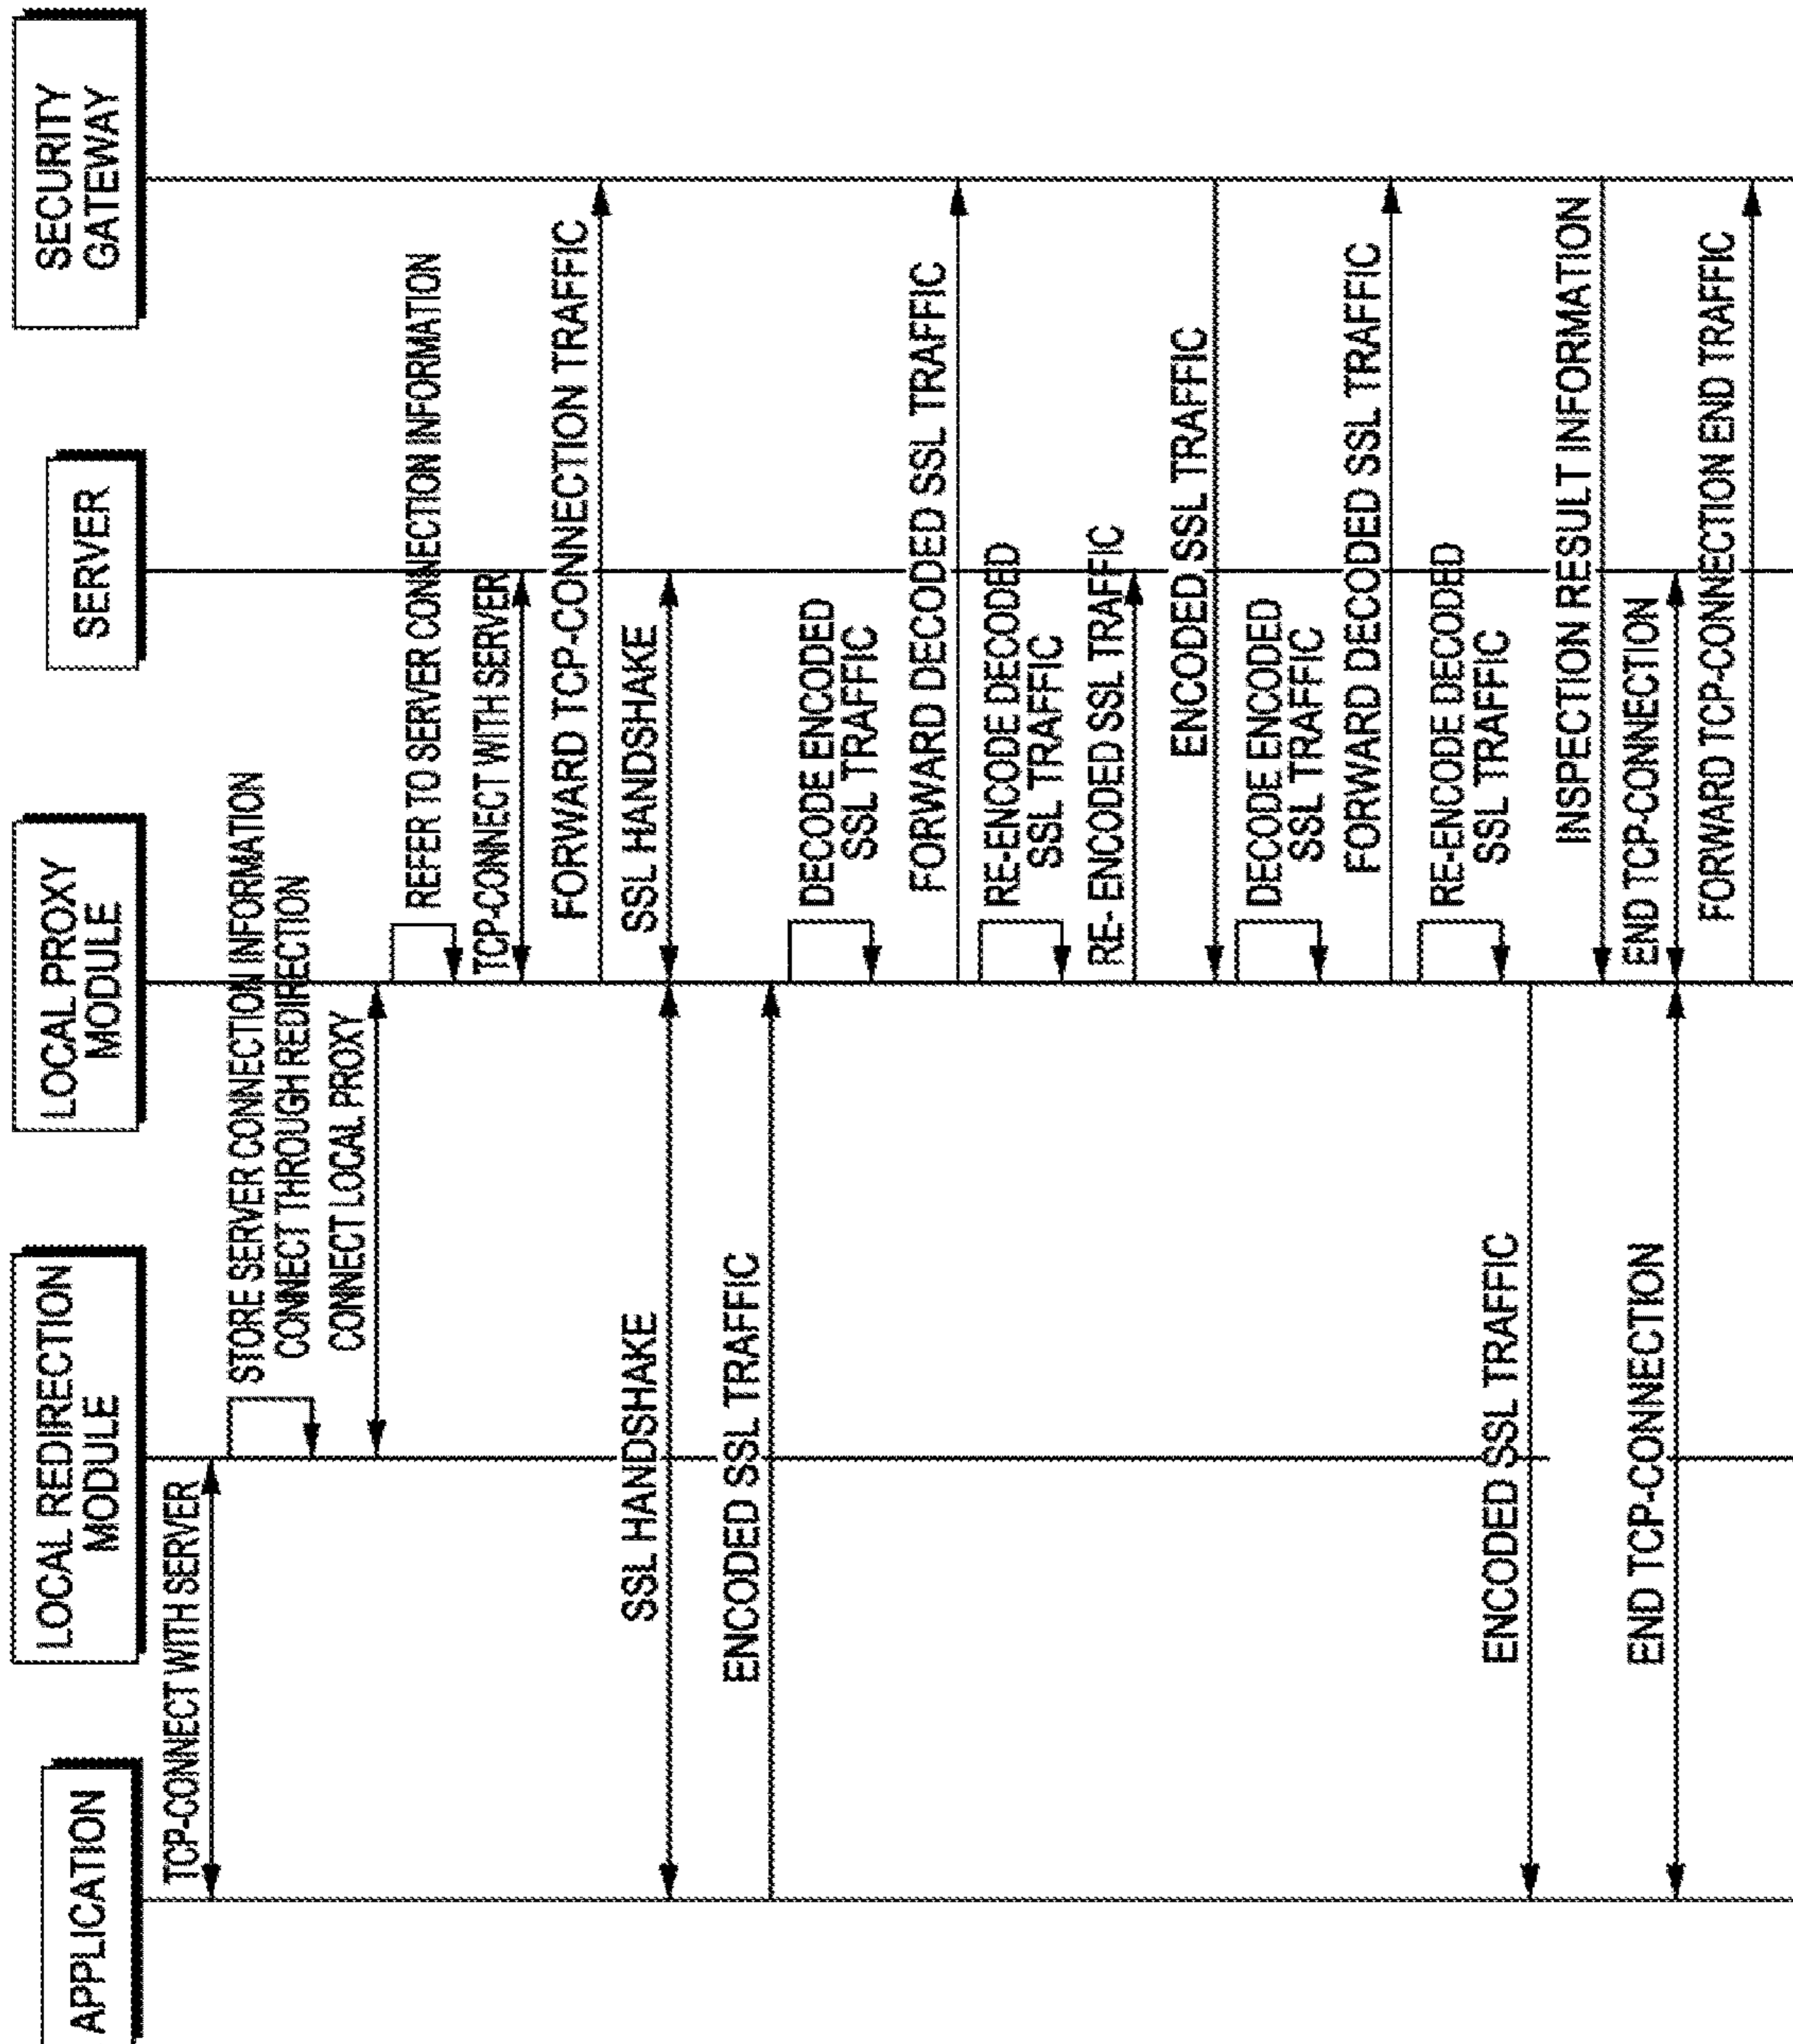 APPLICATION
LOCAL REDIRECTION
MODULE
LOCAL PROXY
MODULE
SERVER
SECURITY
GATEWAY
TCP-CONNECT WITH SERVER
STORE SERVER CONNECTION INFORMATION
CONNECT THROUGH REDIRECTION
CONNECT LOCAL PROXY
REFER TO SERVER CONNECTION INFORMATION
TCP-CONNECT WITH SERVER
FORWARD TCP-CONNECTION TRAFFIC
SSL HANDSHAKE
SSL HANDSHAKE
ENCODED SSL TRAFFIC
DECODE ENCODED
SSL TRAFFIC
FORWARD DECODED SSL TRAFFIC
RE-ENCODE DECODED
SSL TRAFFIC
RE- ENCODED SSL TRAFFIC
ENCODED SSL TRAFFIC
DECODE ENCODED
SSL TRAFFIC
FORWARD DECODED SSL TRAFFIC
RE-ENCODE DECODED
SSL TRAFFIC
ENCODED SSL TRAFFIC
INSPECTION RESULT INFORMATION
END TCP-CONNECTION
END TCP-CONNECTION
FORWARD TCP-CONNECTION END TRAFFIC